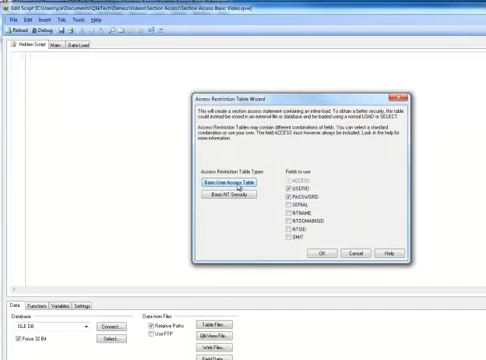 Edit Script [C:\Users\jce\Documents\QlikTech\Demos\Videos\Section Access\Section Access Basic Video.qvw]
File Edit Insert Tab Tools Help
Reload Debug
Hidden Script Main Data Load
1
Access Restriction Table Wizard
This will create a section access statement containing an inline load. To obtain a better security, this table
could instead be stored in an external file or database and be loaded using a normal LOAD or SELECT.
Access Restriction Tables may contain different combinations of fields. You can select a standard
combination or use your own. The field ACCESS must however always be included. Look in the help for
more information.
Access Restriction Table Types
Fields to use
Basic User Access Table
ACCESS
USERID
Basic NT Security
PASSWORD
SERIAL
NTNAME
NTDOMAINSID
NTSID
OMIT
OK Cancel Help
Data Functions Variables Settings
Database
Data from Files
OLE DB
Connect...
Relative Paths
Table Files...
Force 32 Bit
Select...
Use FTP
QlikView File...
Web Files...
Field Data...